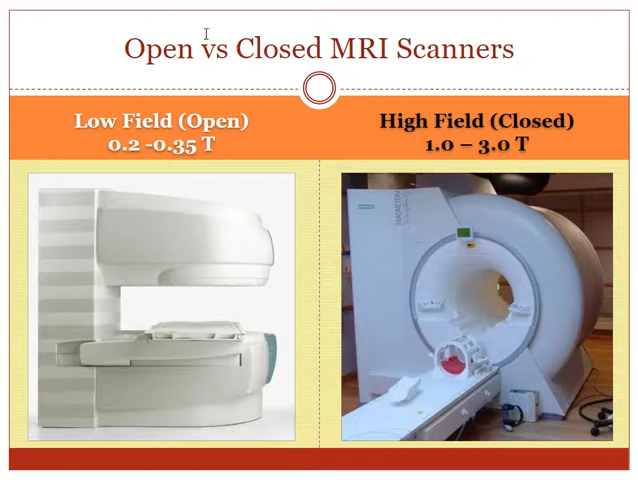 Open vs Closed MRI Scanners
Low Field (Open)
0.2 -0.35 T
High Field (Closed)
1.0 – 3.0 T
MAGNETOM